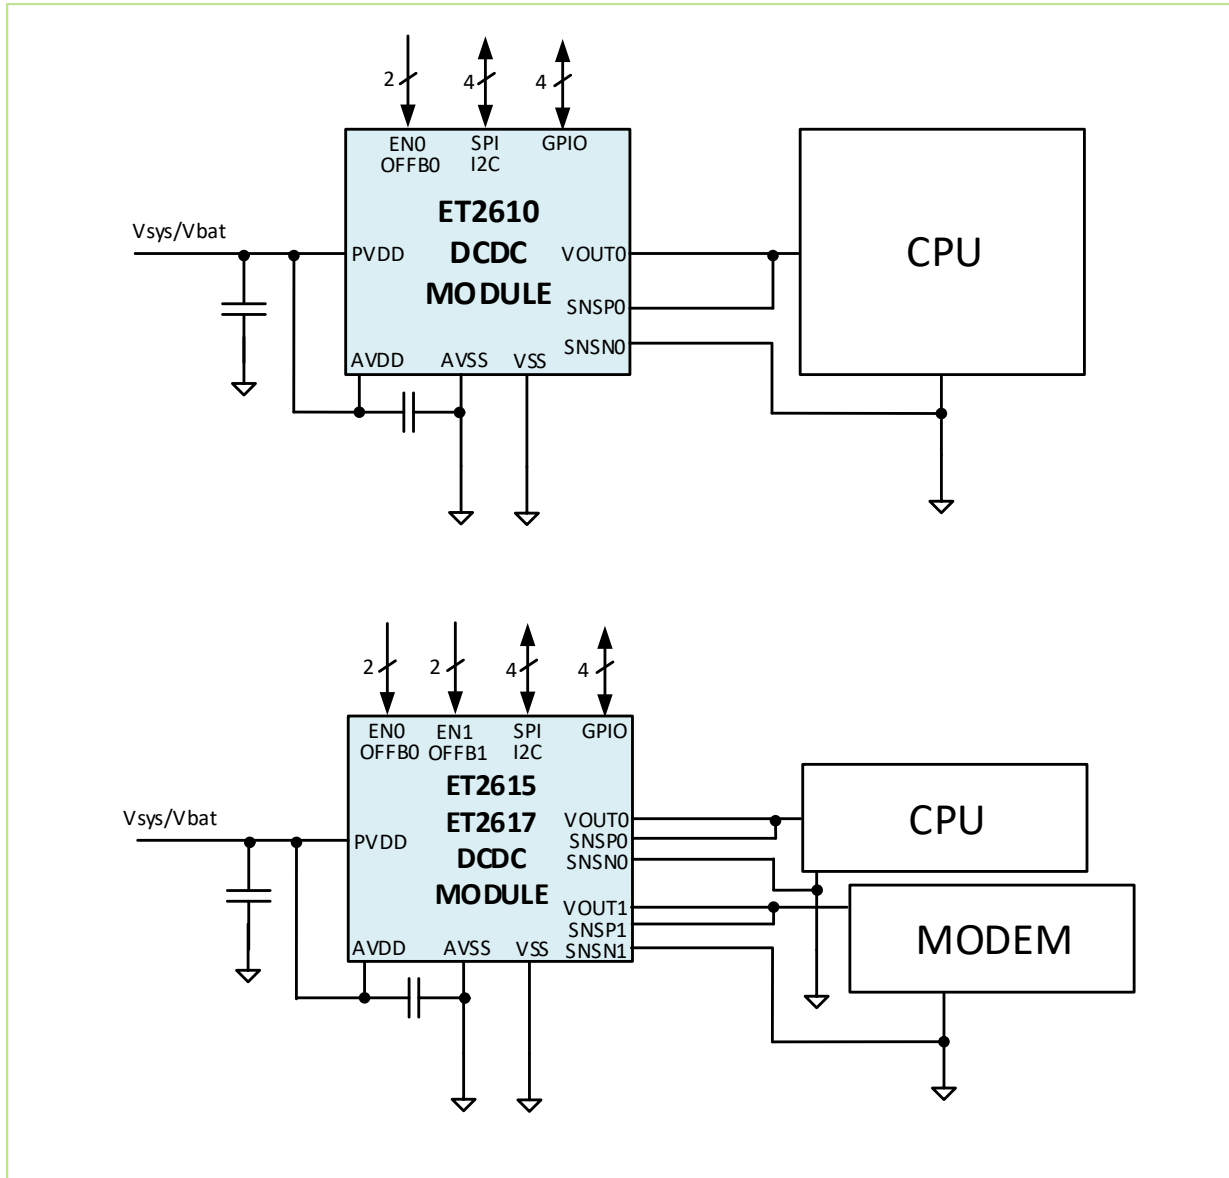 2
4
4
EN0
OFFB0
SPI
I2C
GPIO
ET2610
DCDC
MODULE
Vsys/Vbat
PVDD
VOUT0
SNSP0
SNSN0
AVDD
AVSS
VSS
CPU
2
2
4
4
EN0
OFFB0
EN1
OFFB1
SPI
I2C
GPIO
ET2615
ET2617
DCDC
MODULE
Vsys/Vbat
PVDD
VOUT0
SNSP0
SNSN0
VOUT1
SNSP1
SNSN1
AVDD
AVSS
VSS
CPU
MODEM